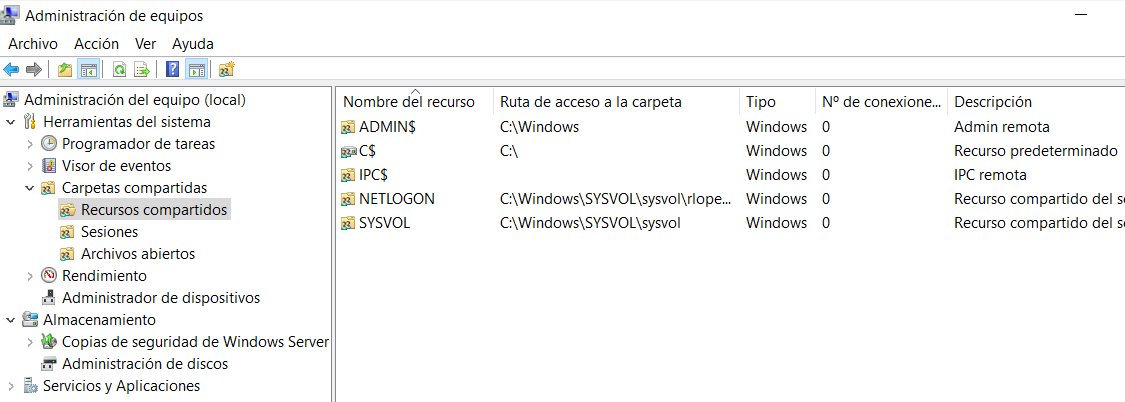 Administración de equipos
Archivo Acción Ver Ayuda
Administración del equipo (local)
Herramientas del sistema
Programador de tareas
Visor de eventos
Carpetas compartidas
Recursos compartidos
Sesiones
Archivos abiertos
Rendimiento
Administrador de dispositivos
Almacenamiento
Copias de seguridad de Windows Server
Administración de discos
Servicios y Aplicaciones
Nombre del recurso Ruta de acceso a la carpeta Tipo Nº de conexione... Descripción
ADMIN$ C:\Windows Windows 0 Admin remota
C$ C:\ Windows 0 Recurso predeterminado
IPC$ Windows 0 IPC remota
NETLOGON C:\Windows\SYSVOL\sysvol\rlope... Windows 0 Recurso compartido del se
SYSVOL C:\Windows\SYSVOL\sysvol Windows 0 Recurso compartido del se